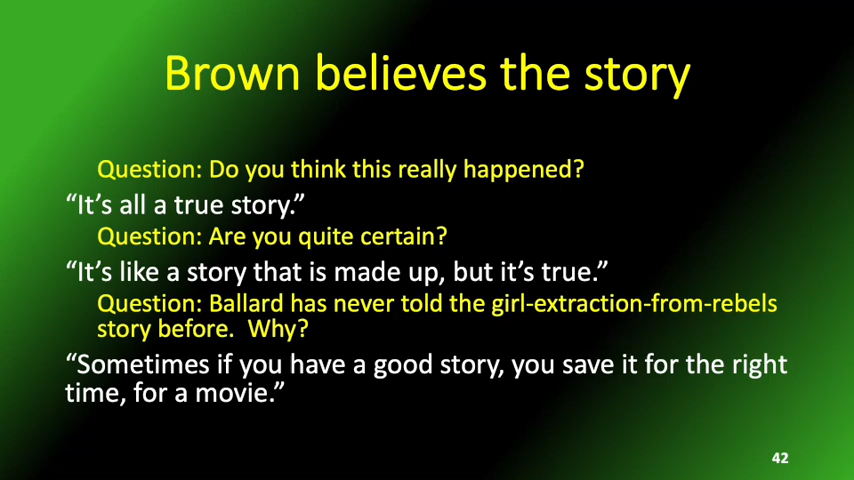 Brown believes the story
Question: Do you think this really happened?
“It’s all a true story.”
Question: Are you quite certain?
“It’s like a story that is made up, but it’s true.”
Question: Ballard has never told the girl-extraction-from-rebels
story before.  Why?
“Sometimes if you have a good story, you save it for the right
time, for a movie.”
42